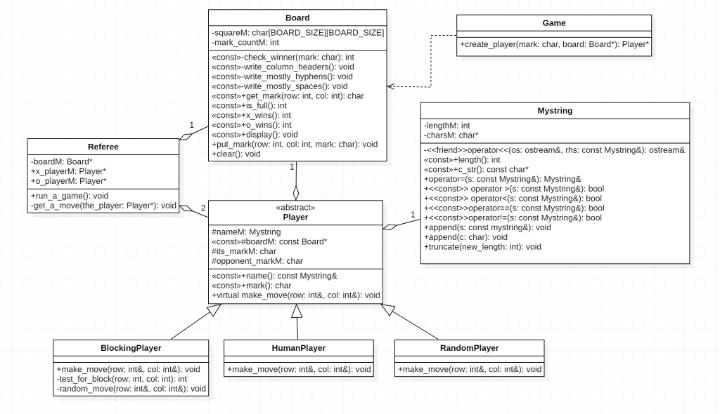 Board
-squareM: char[BOARD_SIZE][BOARD_SIZE]
-mark_countM: int
«const»-check_winner(mark: char): int
«const»-write_column_headers(): void
«const»-write_mostly_hyphens(): void
«const»-write_mostly_spaces(): void
«const»+get_mark(row: int, col: int): char
«const»+is_full(): int
«const»+x_wins(): int
«const»+o_wins(): int
«const»+display(): void
+put_mark(row: int, col: int, mark: char): void
+clear(): void
Game
+create_player(mark: char, board: Board*): Player*
Mystring
-lengthM: int
-charsM: char*
-<<friend>>operator<<(os: ostream&, rhs: const Mystring&): ostream&
«const»+length(): int
«const»+c_str(): const char*
+operator=(s: const Mystring&): Mystring&
+<<const>> operator >(s: const Mystring&): bool
+<<const>> operator<(s: const Mystring&): bool
+<<const>>operator==(s: const Mystring&): bool
+<<const>>operator!=(s: const Mystring&): bool
+append(s: const mystring&): void
+append(c: char): void
+truncate(new_length: int): void
1
Referee
-boardM: Board*
+x_playerM: Player*
+o_playerM: Player*
+run_a_game(): void
-get_a_move(the_player: Player*): void
1
2
1
«abstract»
Player
#nameM: Mystring
«const»#boardM: const Board*
#its_markM: char
#opponent_markM: char
«const»+name(): const Mystring&
«const»+mark(): char
+virtual make_move(row: int&, col: int&): void
BlockingPlayer
+make_move(row: int&, col: int&): void
-test_for_block(row: int, col: int): int
-random_move(row: int&, col: int&): void
HumanPlayer
+make_move(row: int&, col: int&): void
RandomPlayer
+make_move(row: int&, col: int&): void